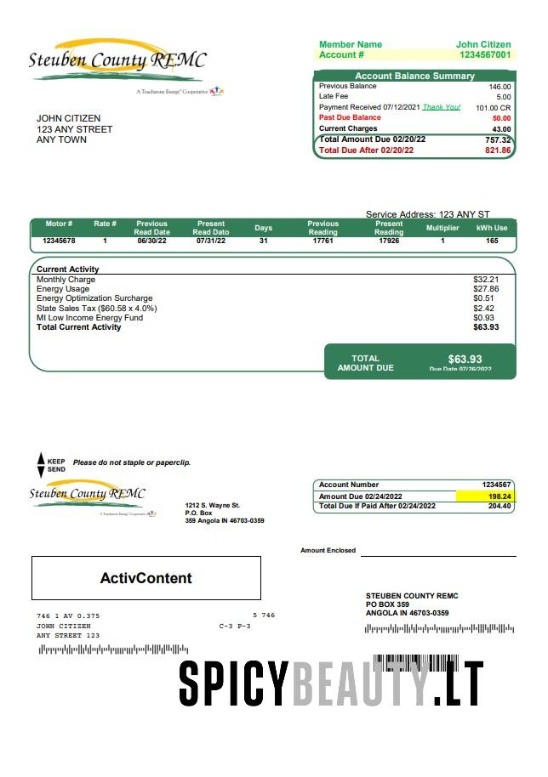 Steuben County REMC
A Touchstone Energy® Cooperative
Member Name John Citizen
Account # 1234567001
Account Balance Summary
Previous Balance 146.00
Late Fee 5.00
Payment Received 07/12/2021 Thank You! 101.00 CR
Past Due Balance 50.00
Current Charges 43.00
Total Amount Due 02/20/22 757.32
Total Due After 02/20/22 821.86
JOHN CITIZEN
123 ANY STREET
ANY TOWN
Service Address: 123 ANY ST
Motor # Rate # Previous Read Date Present Read Dato Days Previous Reading Present Reading Multiplier kWh Use
12345678 1 06/30/22 07/31/22 31 17761 17926 1 165
Current Activity
Monthly Charge $32.21
Energy Usage $27.86
Energy Optimization Surcharge $0.51
State Sales Tax ($60.58 x 4.0%) $2.42
MI Low Income Energy Fund $0.93
Total Current Activity $63.93
TOTAL AMOUNT DUE $63.93
Due Date 02/26/2022
KEEP
SEND
Please do not staple or paperclip.
Steuben County REMC
A Touchstone Energy® Cooperative
1212 S. Wayne St.
P.O. Box
359 Angola IN 46703-0359
Account Number 1234567
Amount Due 02/24/2022 198.24
Total Due If Paid After 02/24/2022 204.40
Amount Enclosed
ActivContent
STEUBEN COUNTY REMC
PO BOX 359
ANGOLA IN 46703-0359
746 1 AV 0.375 5 746
JOHN CITIZEN C-3 P-3
ANY STREET 123
SPICYBEAUTY.LT